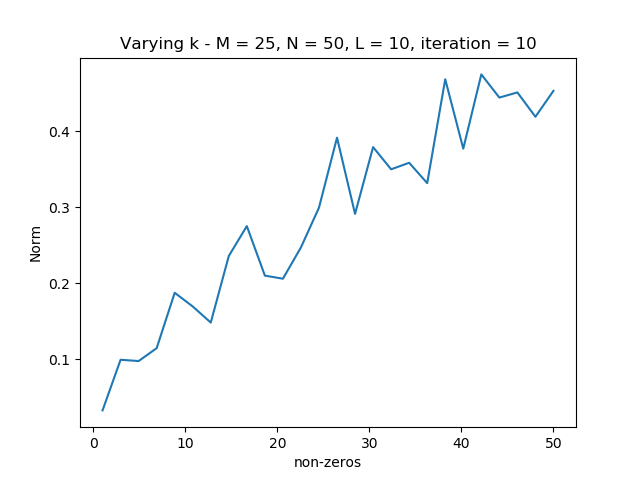 Varying k - M = 25, N = 50, L = 10, iteration = 10
0.4
0.3
0.2
0.1
Norm
0 10 20 30 40 50
non-zeros